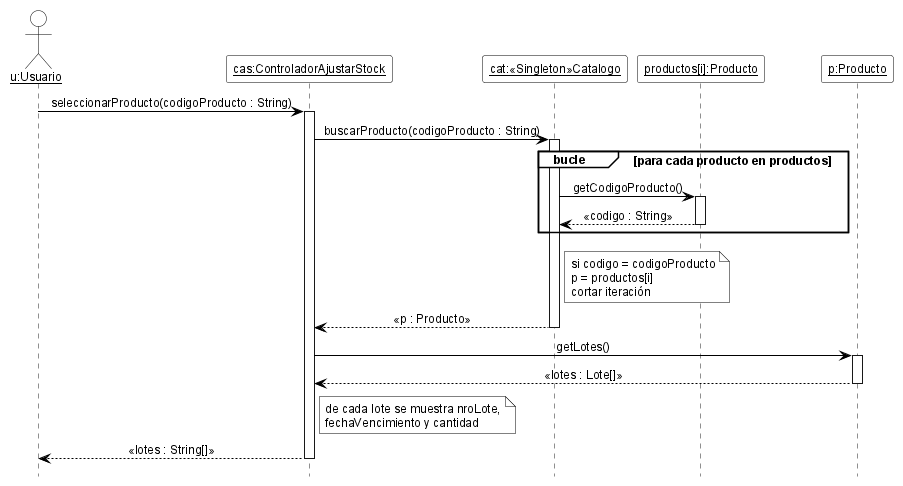 u:Usuario
cas:ControladorAjustarStock
cat:«Singleton»Catalogo
productos[i]:Producto
p:Producto
seleccionarProducto(codigoProducto : String)
buscarProducto(codigoProducto : String)
bucle
[para cada producto en productos]
getCodigoProducto()
«codigo : String»
si codigo = codigoProducto
p = productos[i]
cortar iteración
«p : Producto»
getLotes()
«lotes : Lote[]»
de cada lote se muestra nroLote,
fechaVencimiento y cantidad
«lotes : String[]»